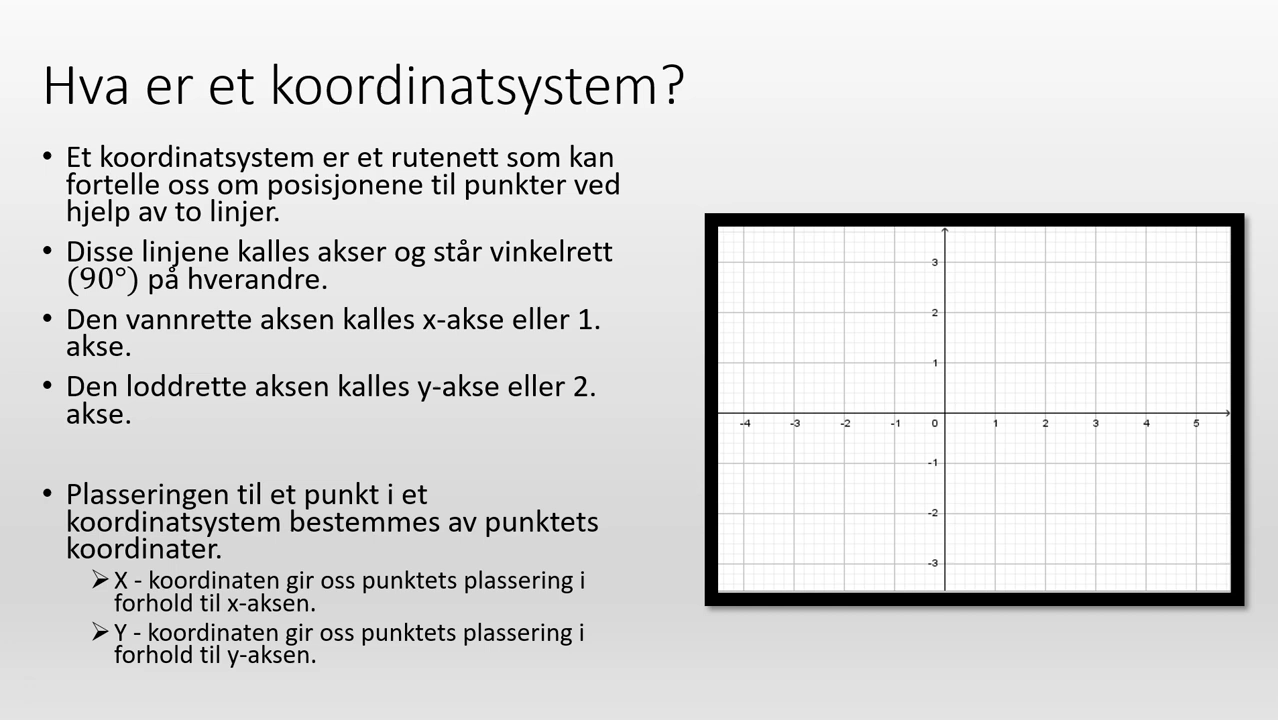 Hva er et koordinatsystem?
• Et koordinatsystem er et rutenett som kan
fortelle oss om posisjonene til punkter ved
hjelp av to linjer.
• Disse linjene kalles akser og står vinkelrett
(90°) på hverandre.
• Den vannrette aksen kalles x-akse eller 1.
akse.
• Den loddrette aksen kalles y-akse eller 2.
akse.
• Plasseringen til et punkt i et
koordinatsystem bestemmes av punktets
koordinater.
➢ X - koordinaten gir oss punktets plassering i
forhold til x-aksen.
➢ Y - koordinaten gir oss punktets plassering i
forhold til y-aksen.
3
2
1
-4 -3 -2 -1 0 1 2 3 4 5
-1
-2
-3